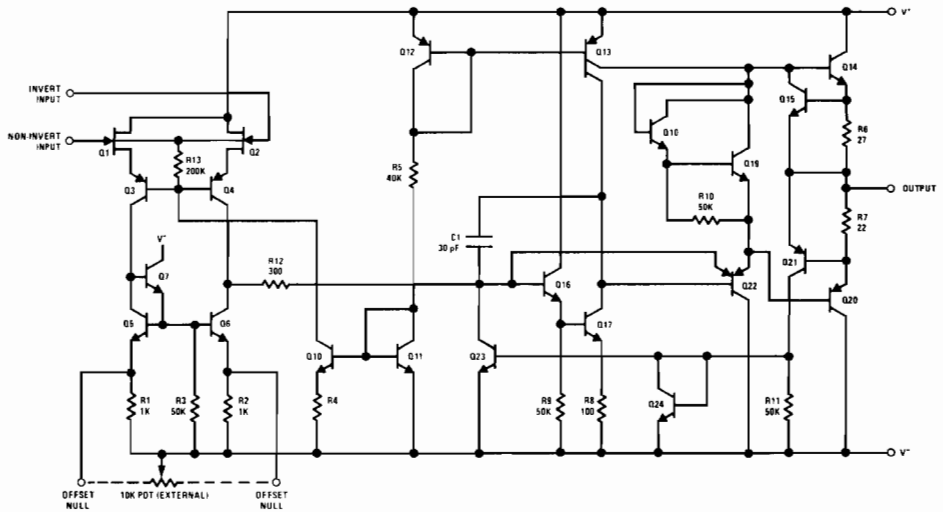 V+
Q12
Q13
Q14
INVERT
INPUT
Q15
NON-INVERT
INPUT
Q1
Q2
Q10
R6
27
R13
200K
Q19
Q3
Q4
R5
40K
R10
50K
OUTPUT
R7
22
V-
C1
30 pF
Q7
R12
300
Q21
Q16
Q22
Q20
Q5
Q6
Q17
Q10
Q11
Q23
R1
1K
R3
50K
R2
1K
R4
R9
50K
R8
100
Q24
R11
50K
V-
OFFSET
NULL
10K POT (EXTERNAL)
OFFSET
NULL